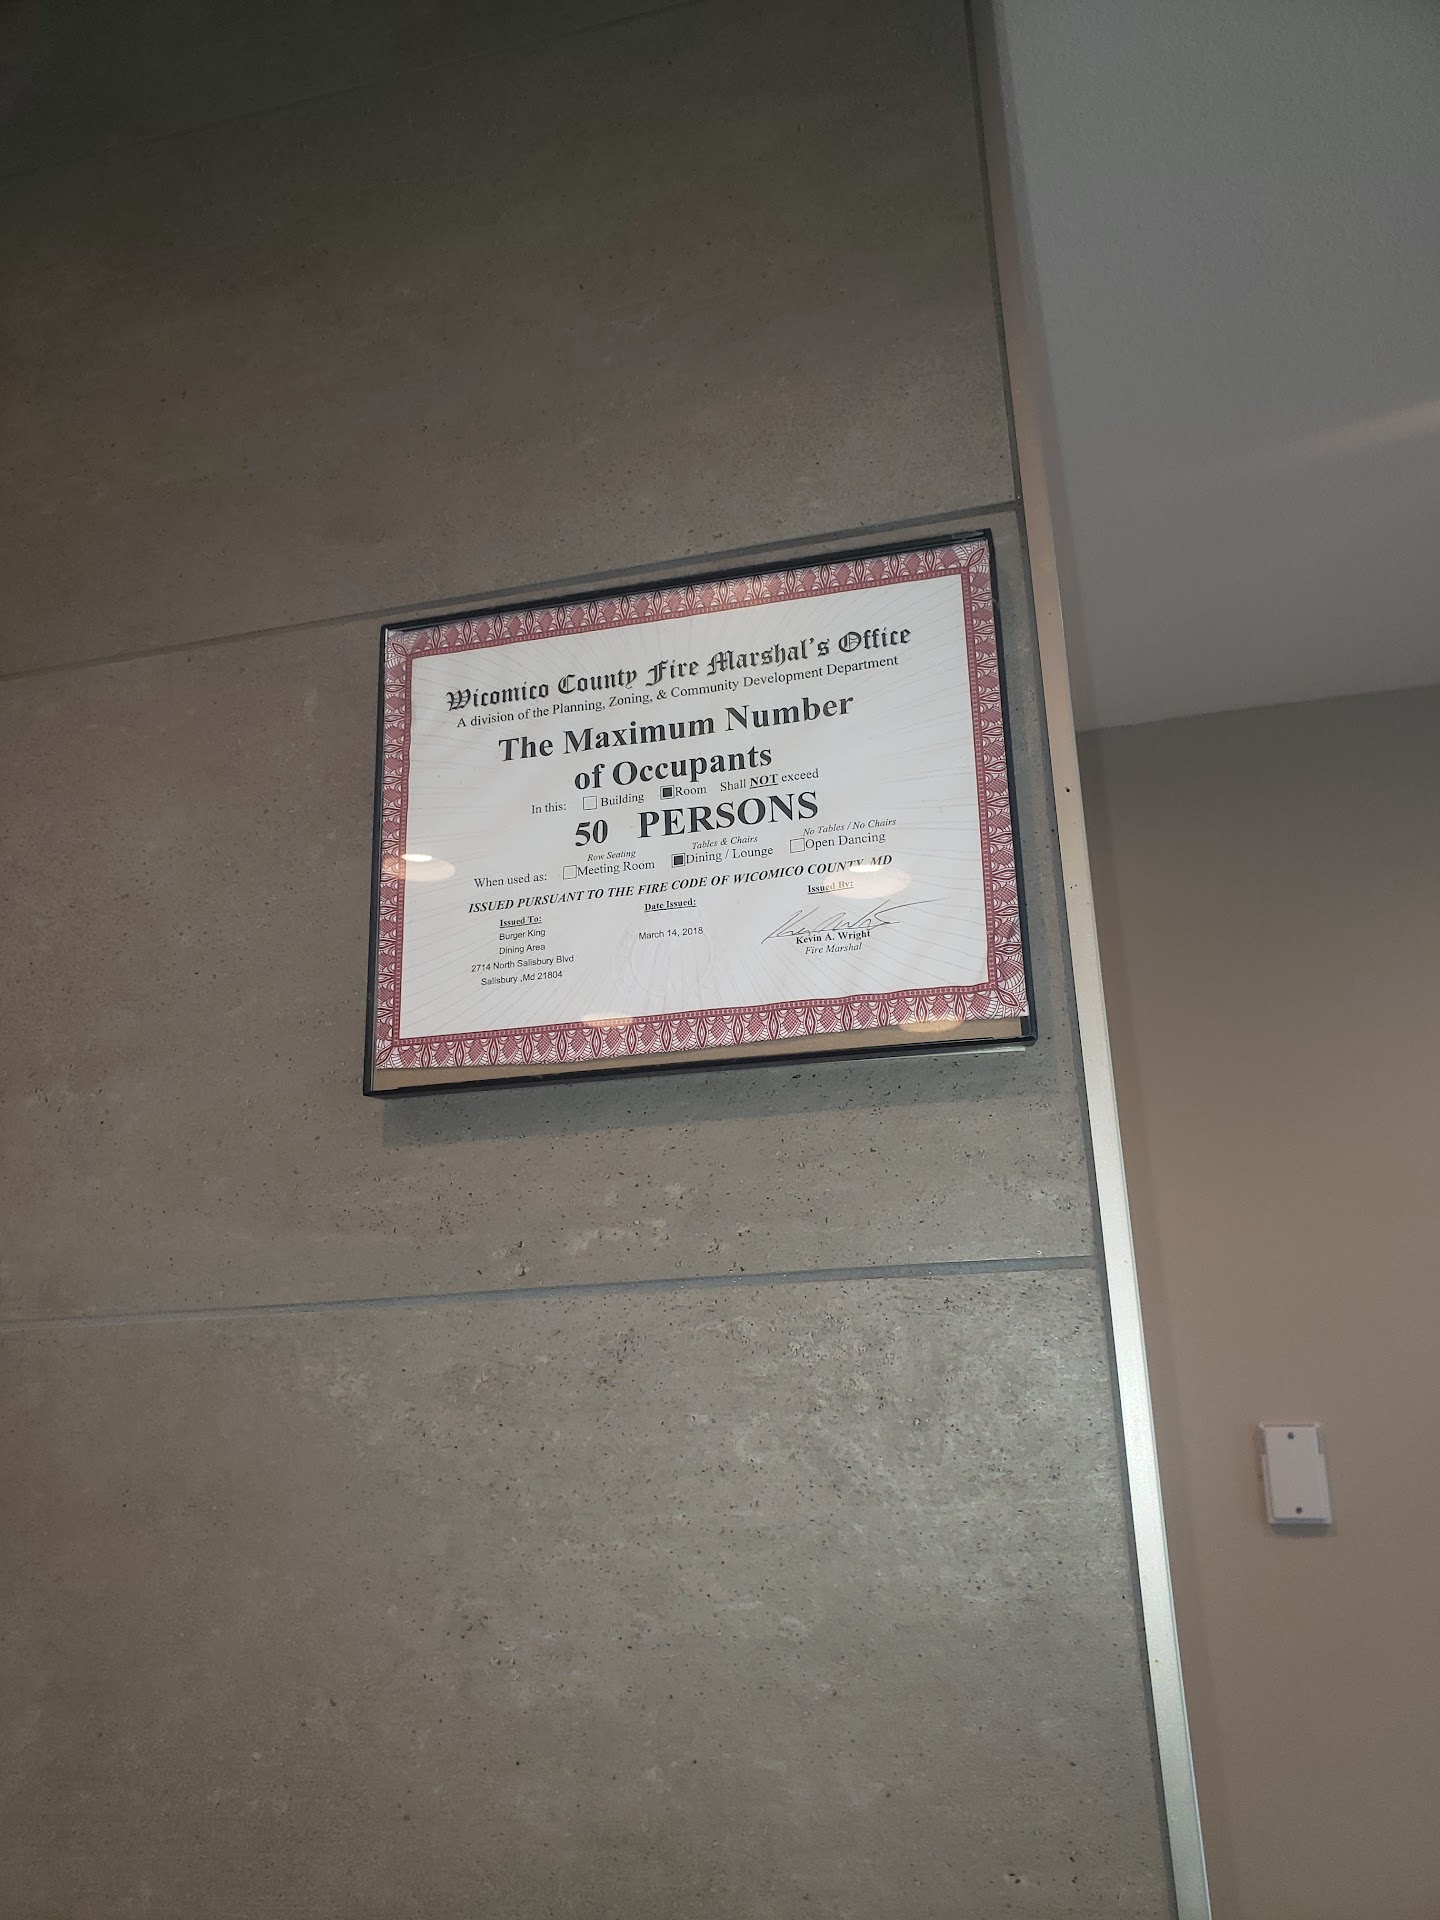 Wicomico County Fire Marshal's Office
A division of the Planning, Zoning, & Community Development Department
The Maximum Number
of Occupants
In this: Building Room Shall NOT exceed
50 PERSONS
Row Seating Tables & Chairs No Tables / No Chairs
When used as: Meeting Room Dining / Lounge Open Dancing
ISSUED PURSUANT TO THE FIRE CODE OF WICOMICO COUNTY, MD
Issued To: Date Issued: Issued By:
Burger King
Dining Area March 14, 2018 Kevin A. Wright
2714 North Salisbury Blvd Fire Marshal
Salisbury ,Md 21804